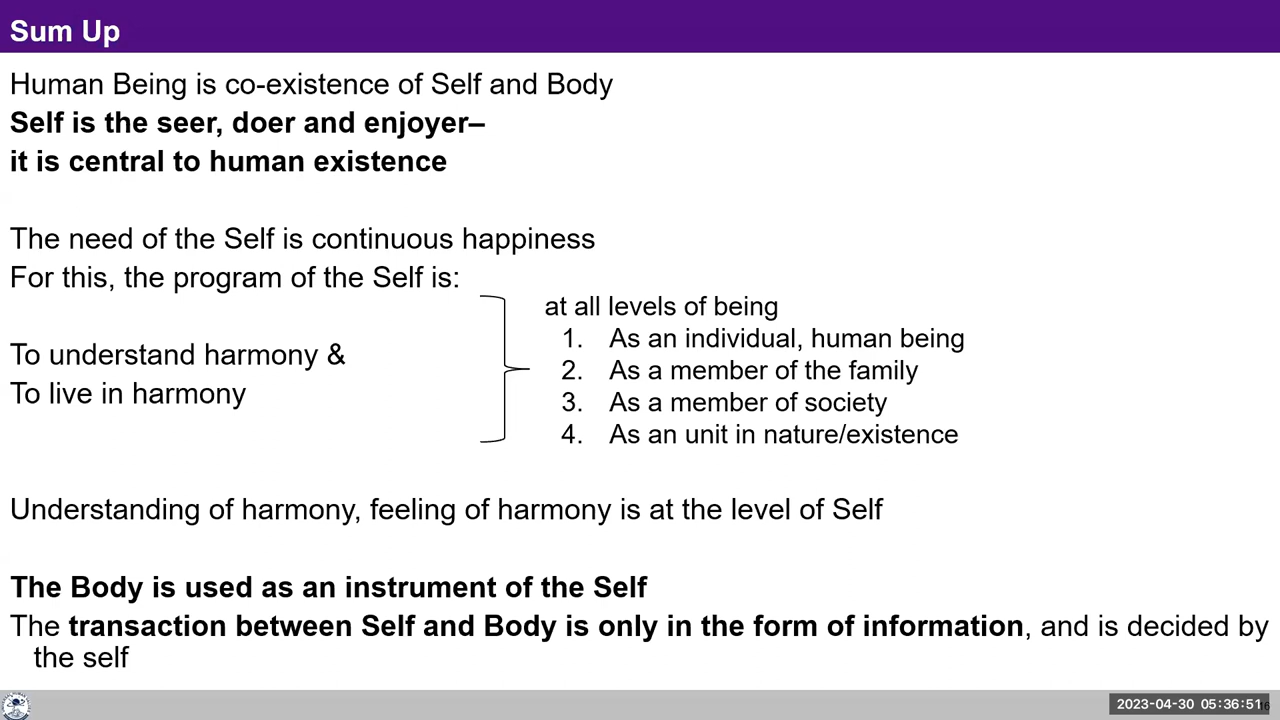 Sum Up
Human Being is co-existence of Self and Body
Self is the seer, doer and enjoyer–
it is central to human existence
The need of the Self is continuous happiness
For this, the program of the Self is:
To understand harmony &
To live in harmony
at all levels of being
1. As an individual, human being
2. As a member of the family
3. As a member of society
4. As an unit in nature/existence
Understanding of harmony, feeling of harmony is at the level of Self
The Body is used as an instrument of the Self
The transaction between Self and Body is only in the form of information, and is decided by
the self
2023-04-30 05:36:51